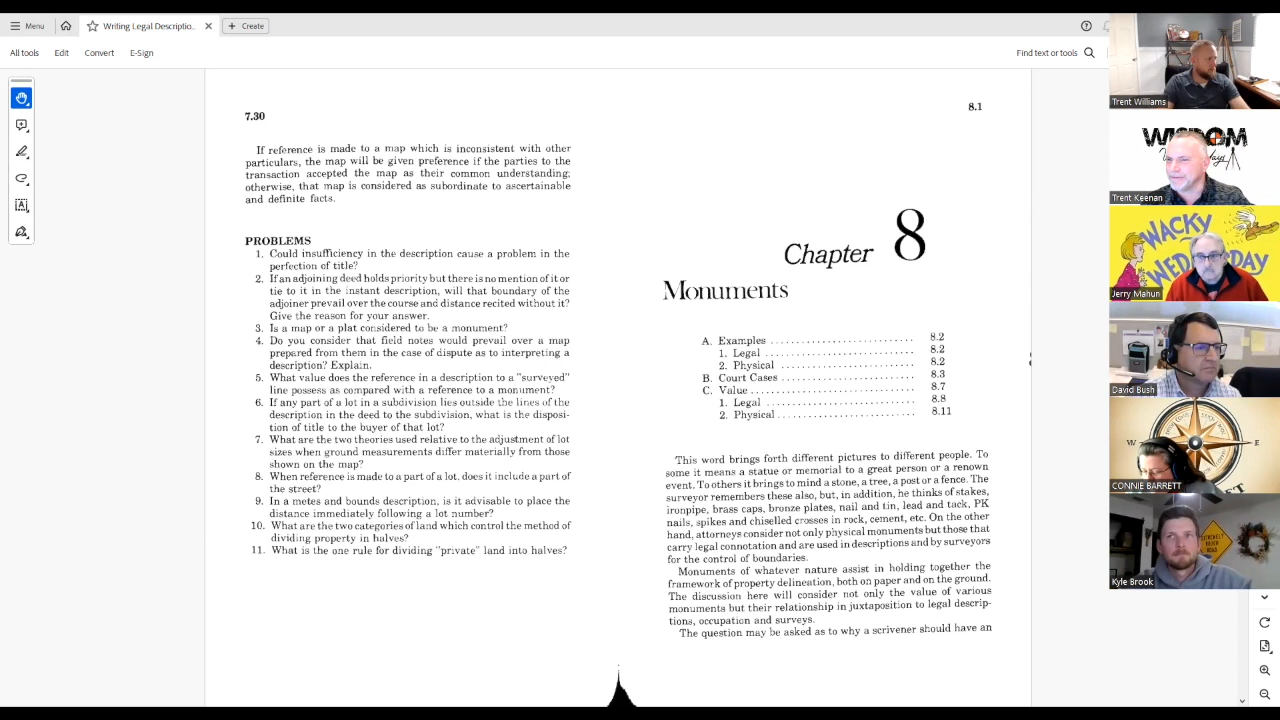 Menu
Writing Legal Descriptio...
Create
All tools
Edit
Convert
E-Sign
Find text or tools
7.30
If reference is made to a map which is inconsistent with other
particulars, the map will be given preference if the parties to the
transaction accepted the map as their common understanding;
otherwise, that map is considered as subordinate to ascertainable
and definite facts.
PROBLEMS
1. Could insufficiency in the description cause a problem in the
perfection of title?
2. If an adjoining deed holds priority but there is no mention of it or
tie to it in the instant description, will that boundary of the
adjoiner prevail over the course and distance recited without it?
Give the reason for your answer.
3. Is a map or a plat considered to be a monument?
4. Do you consider that field notes would prevail over a map
prepared from them in the case of dispute as to interpreting a
description? Explain.
5. What value does the reference in a description to a "surveyed"
line possess as compared with a reference to a monument?
6. If any part of a lot in a subdivision lies outside the lines of the
description in the deed to the subdivision, what is the disposi-
tion of title to the buyer of that lot?
7. What are the two theories used relative to the adjustment of lot
sizes when ground measurements differ materially from those
shown on the map?
8. When reference is made to a part of a lot, does it include a part of
the street?
9. In a metes and bounds description, is it advisable to place the
distance immediately following a lot number?
10. What are the two categories of land which control the method of
dividing property in halves?
11. What is the one rule for dividing "private" land into halves?
8.1
Chapter 8
Monuments
A. Examples ........................................ 8.2
1. Legal ........................................ 8.2
2. Physical ........................................ 8.2
B. Court Cases ........................................ 8.3
C. Value ........................................ 8.7
1. Legal ........................................ 8.8
2. Physical ........................................ 8.11
This word brings forth different pictures to different people. To
some it means a statue or memorial to a great person or a renown
event. To others it brings to mind a stone, a tree, a post or a fence. The
surveyor remembers these also, but, in addition, he thinks of stakes,
ironpipe, brass caps, bronze plates, nail and tin, lead and tack, PK
nails, spikes and chiselled crosses in rock, cement, etc. On the other
hand, attorneys consider not only physical monuments but those that
carry legal connotation and are used in descriptions and by surveyors
for the control of boundaries.
Monuments of whatever nature assist in holding together the
framework of property delineation, both on paper and on the ground.
The discussion here will consider not only the value of various
monuments but their relationship in juxtaposition to legal descrip-
tions, occupation and surveys.
The question may be asked as to why a scrivener should have an
Trent Williams
WISDOM
Trent Keenan
WACKY
WEDNESDAY
Jerry Mahun
David Bush
W
E
CONNIE BARRETT
Kyle Brook